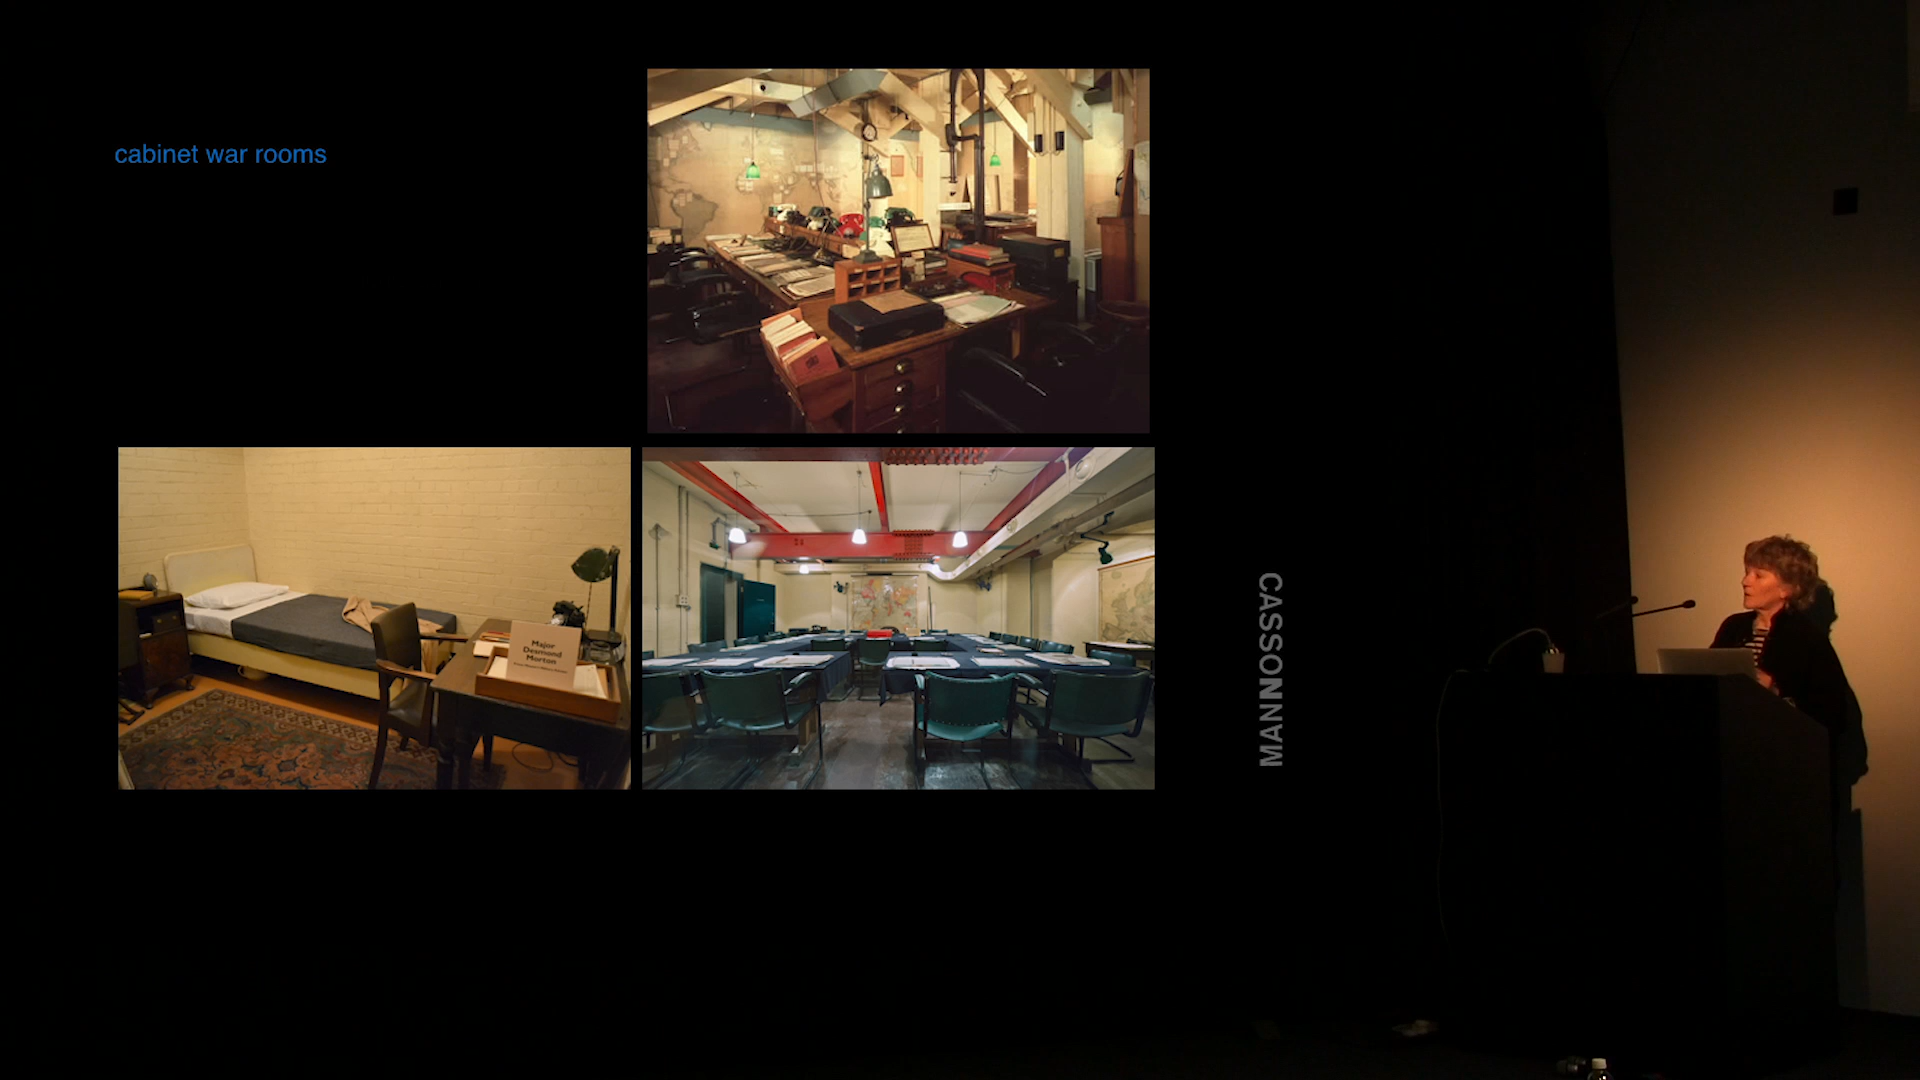 cabinet war rooms
Major
Desmond
Morton
CASSONMANN